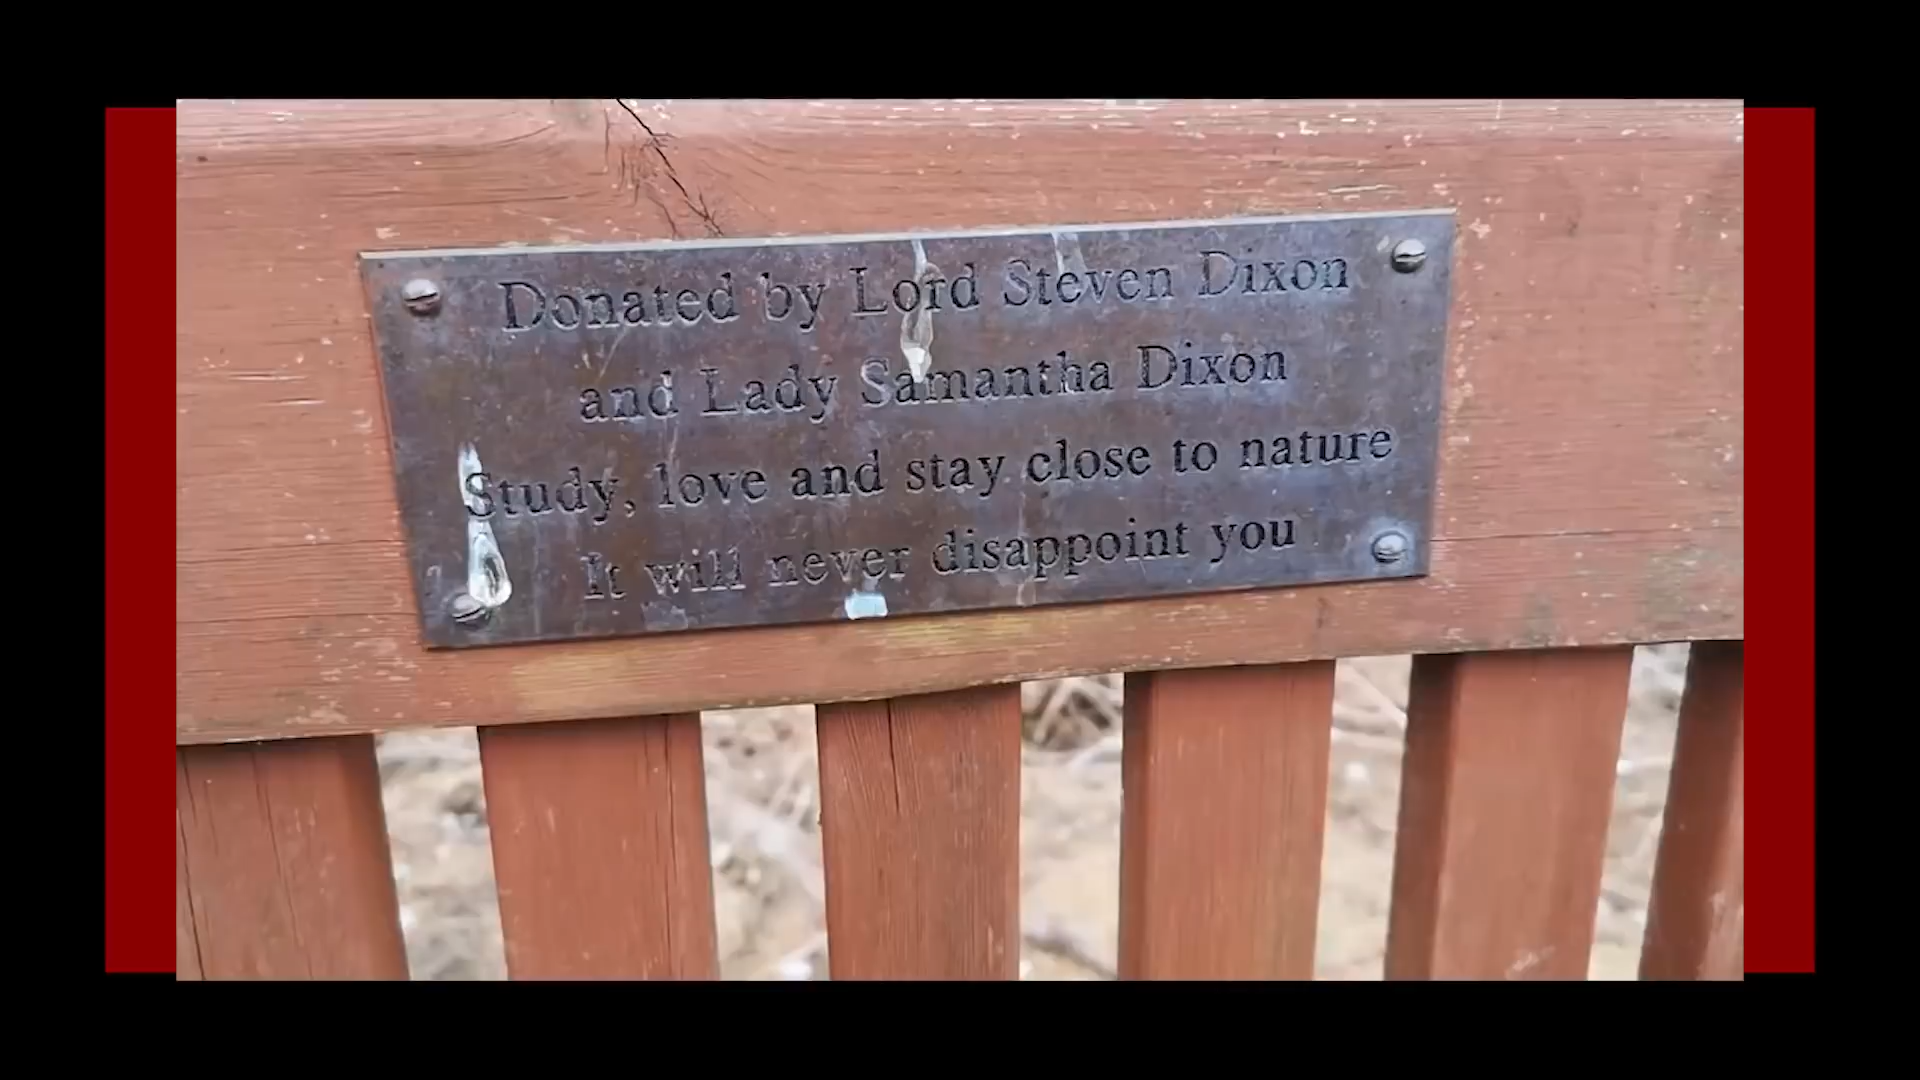 Donated by Lord Steven Dixon
and Lady Samantha Dixon
Study, love and stay close to nature
It will never disappoint you